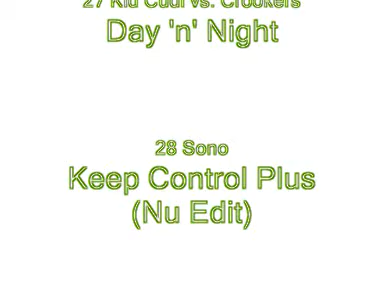 27 Kid Cudi vs. Crookers
Day 'n' Night
28 Sono
Keep Control Plus
(Nu Edit)